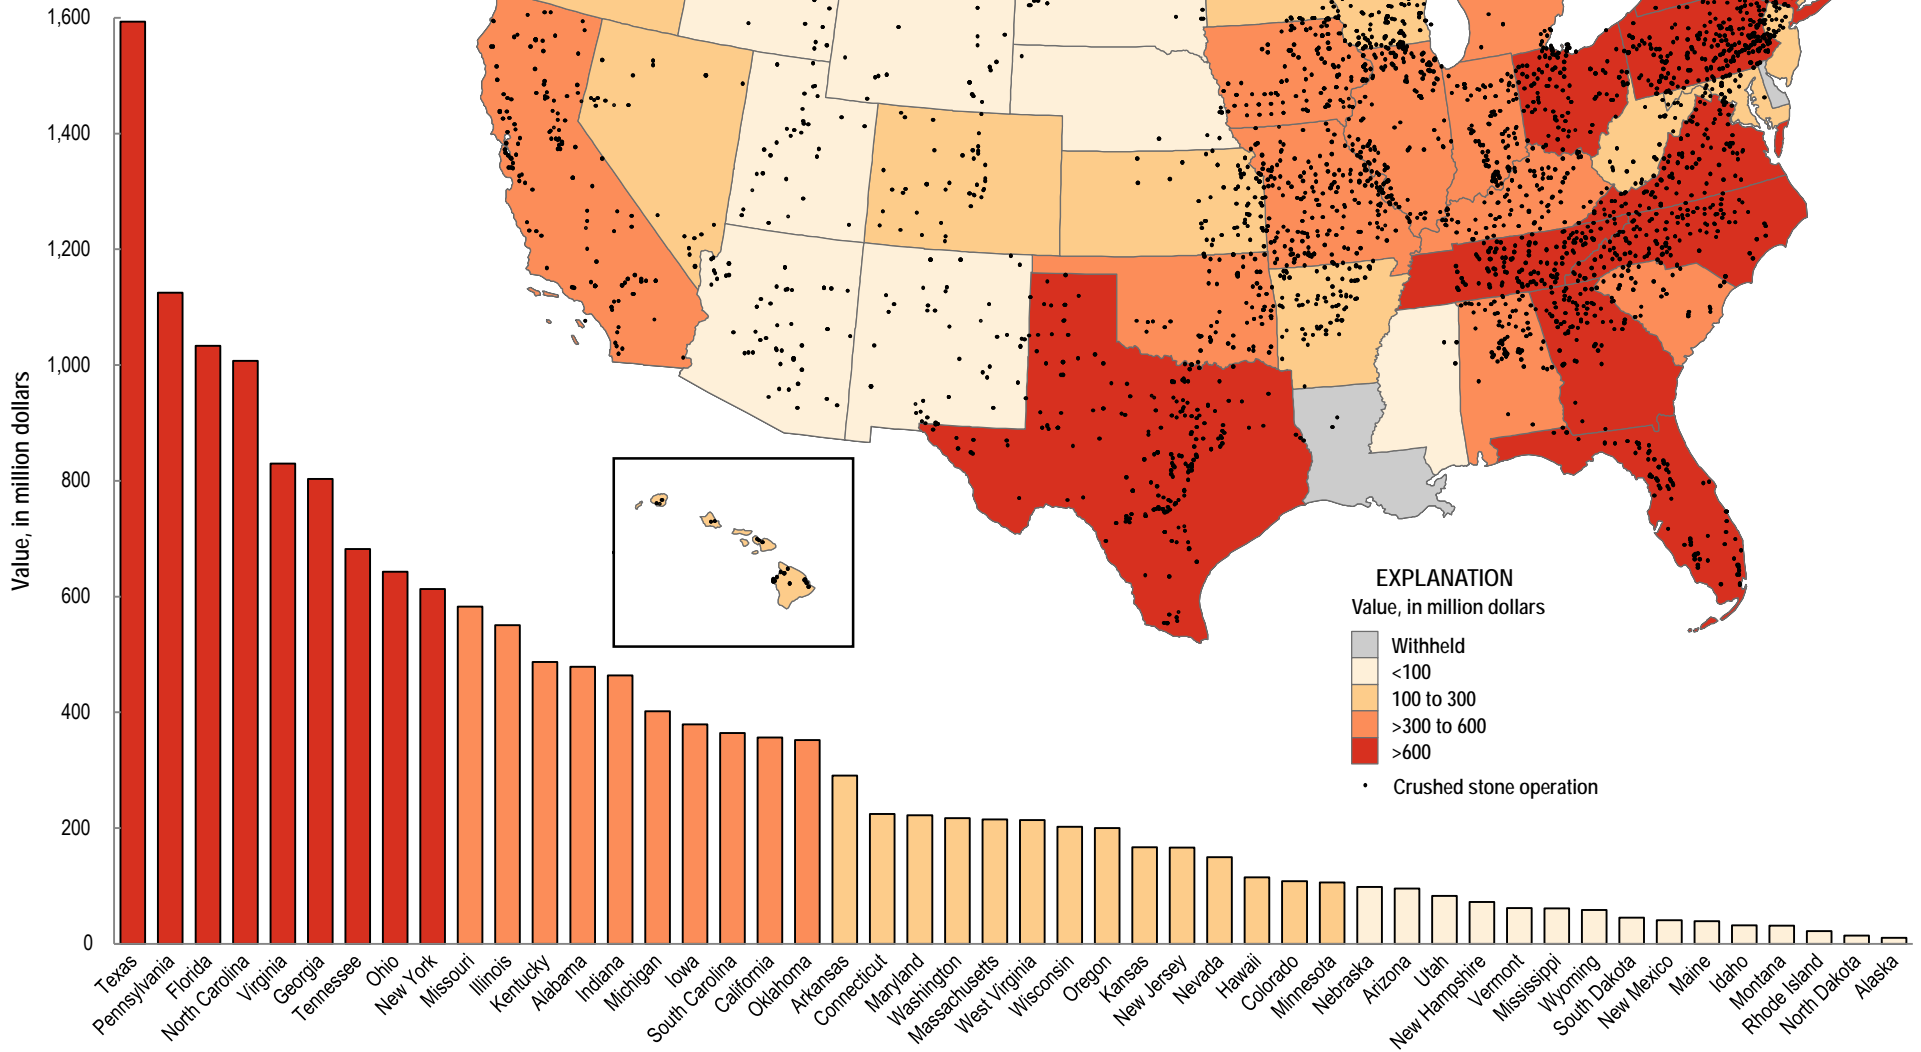 Value, in million dollars
1,600
1,400
1,200
1,000
800
600
400
200
0
EXPLANATION
Value, in million dollars
Withheld
<100
100 to 300
>300 to 600
>600
Crushed stone operation
Texas
Pennsylvania
Florida
North Carolina
Virginia
Georgia
Tennessee
Ohio
New York
Missouri
Illinois
Kentucky
Alabama
Indiana
Michigan
Iowa
South Carolina
California
Oklahoma
Arkansas
Connecticut
Maryland
Washington
Massachusetts
West Virginia
Wisconsin
Oregon
Kansas
New Jersey
Nevada
Hawaii
Colorado
Minnesota
Nebraska
Arizona
Utah
New Hampshire
Vermont
Mississippi
Wyoming
South Dakota
New Mexico
Maine
Idaho
Montana
Rhode Island
North Dakota
Alaska